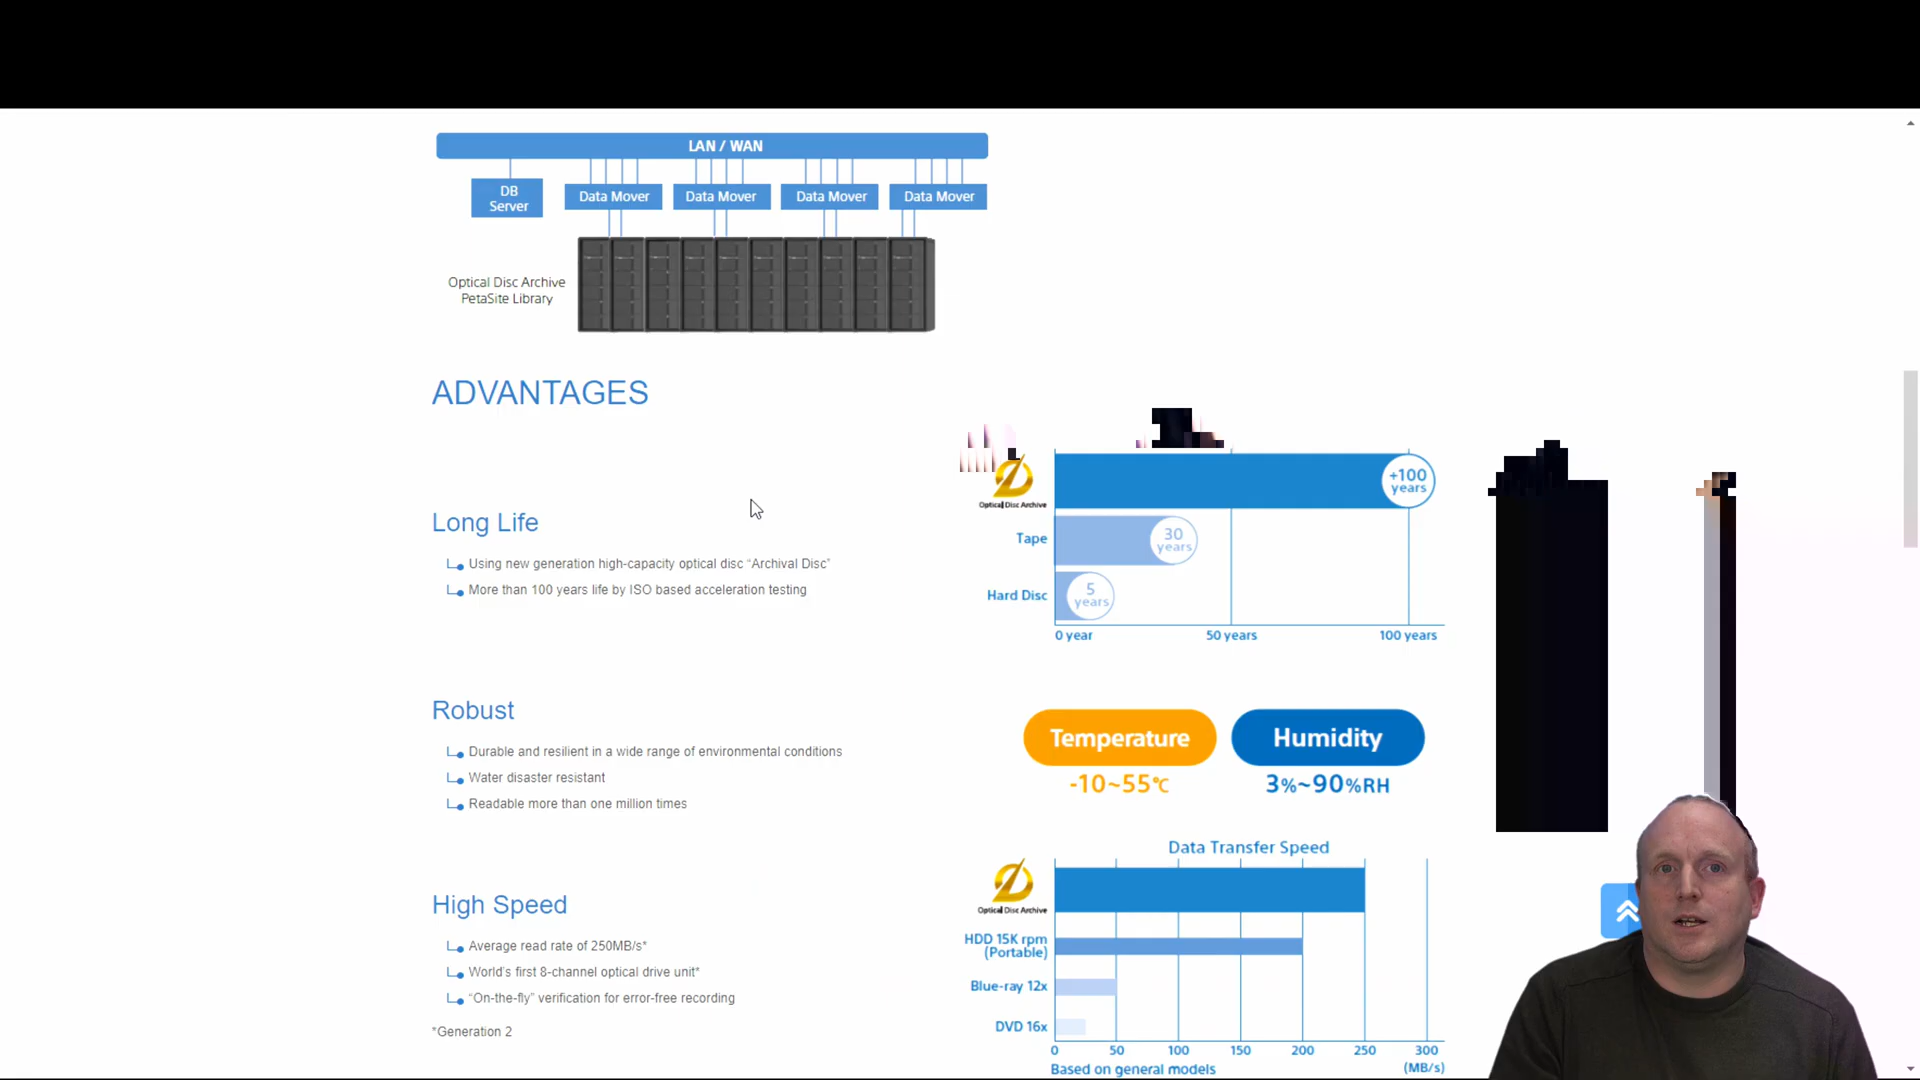 LAN / WAN
DB
Server
Data Mover
Data Mover
Data Mover
Data Mover
Optical Disc Archive
PetaSite Library
ADVANTAGES
Long Life
Using new generation high-capacity optical disc “Archival Disc”
More than 100 years life by ISO based acceleration testing
Optical Disc Archive
+100
years
Tape
30
years
Hard Disc
5
years
0 year
50 years
100 years
Robust
Durable and resilient in a wide range of environmental conditions
Water disaster resistant
Readable more than one million times
Temperature
-10~55℃
Humidity
3%~90%RH
High Speed
Average read rate of 250MB/s*
World's first 8-channel optical drive unit*
“On-the-fly” verification for error-free recording
*Generation 2
Data Transfer Speed
Optical Disc Archive
HDD 15K rpm
(Portable)
Blue-ray 12x
DVD 16x
0 50 100 150 200 250 300
Based on general models (MB/s)